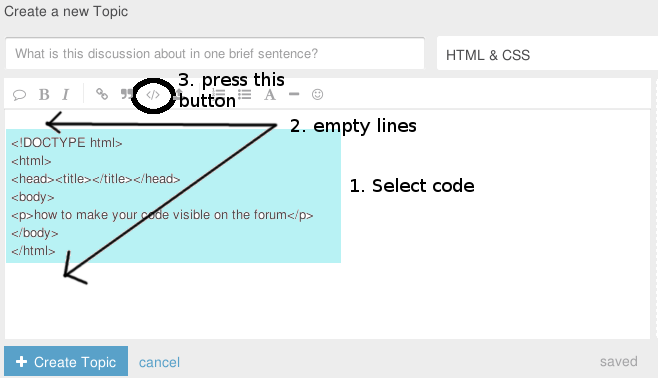 Create a new Topic
What is this discussion about in one brief sentence?
HTML & CSS
B I </> A
3. press this
button
2. empty lines
<!DOCTYPE html>
<html>
<head><title></title></head>
<body>
<p>how to make your code visible on the forum</p>
</body>
</html>
1. Select code
+ Create Topic
cancel
saved